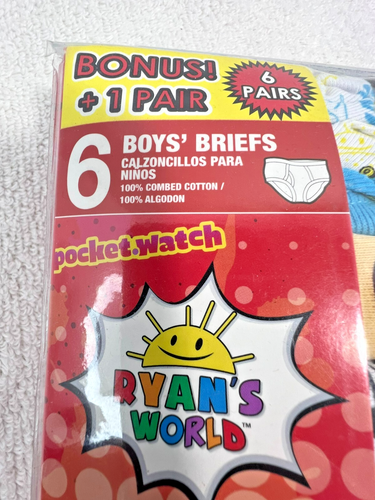 BONUS!
+ 1 PAIR
6
PAIRS
6
BOYS' BRIEFS
CALZONCILLOS PARA
NIÑOS
100% COMBED COTTON /
100% ALGODON
pocket.watch
RYAN'S
WORLD™